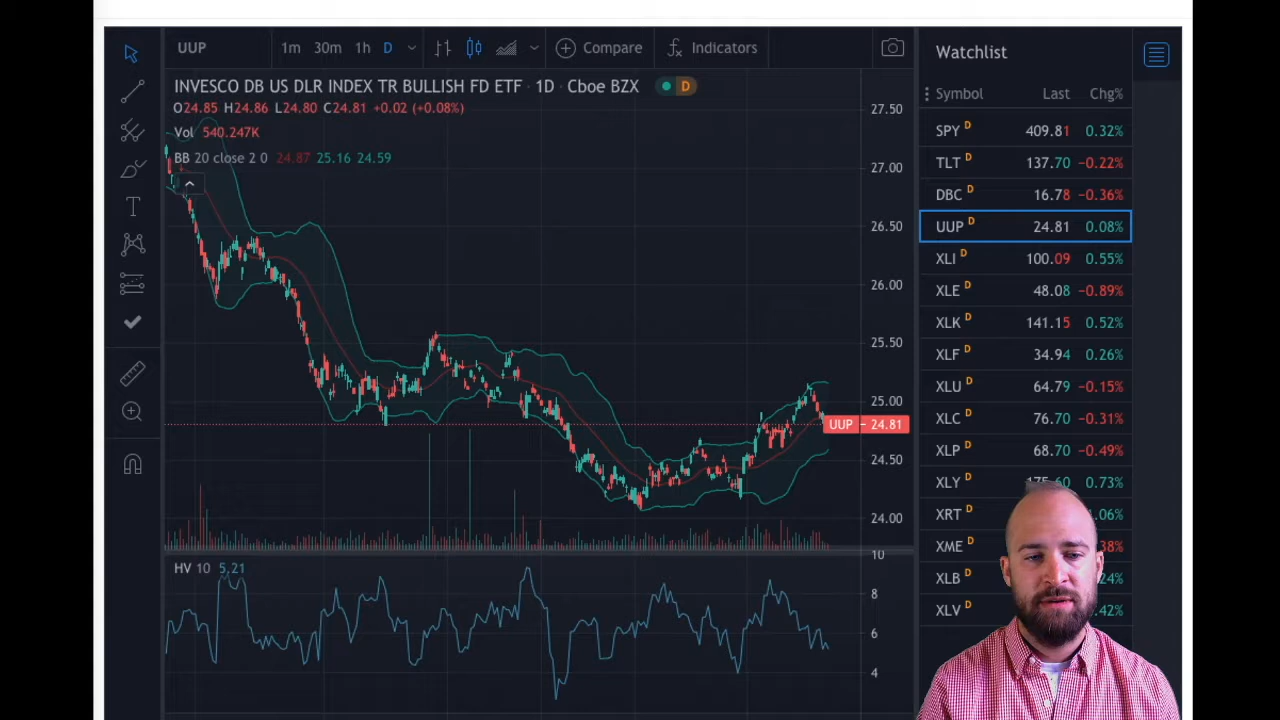 UUP 1m 30m 1h D Compare Indicators
INVESCO DB US DLR INDEX TR BULLISH FD ETF · 1D · Cboe BZX D
O24.85 H24.86 L24.80 C24.81 +0.02 (+0.08%)
Vol 540.247K
BB 20 close 2 0 24.87 25.16 24.59
27.50
27.00
26.50
26.00
25.50
25.00
UUP 24.81
24.50
24.00
HV 10 5.21
10
8
6
4
Watchlist
Symbol Last Chg%
SPY D 409.81 0.32%
TLT D 137.70 −0.22%
DBC D 16.78 −0.36%
UUP D 24.81 0.08%
XLI D 100.09 0.55%
XLE D 48.08 −0.89%
XLK D 141.15 0.52%
XLF D 34.94 0.26%
XLU D 64.79 −0.15%
XLC D 76.70 −0.31%
XLP D 68.70 −0.49%
XLY D 0.73%
XRT D .06%
XME D 38%
XLB D 24%
XLV D .42%